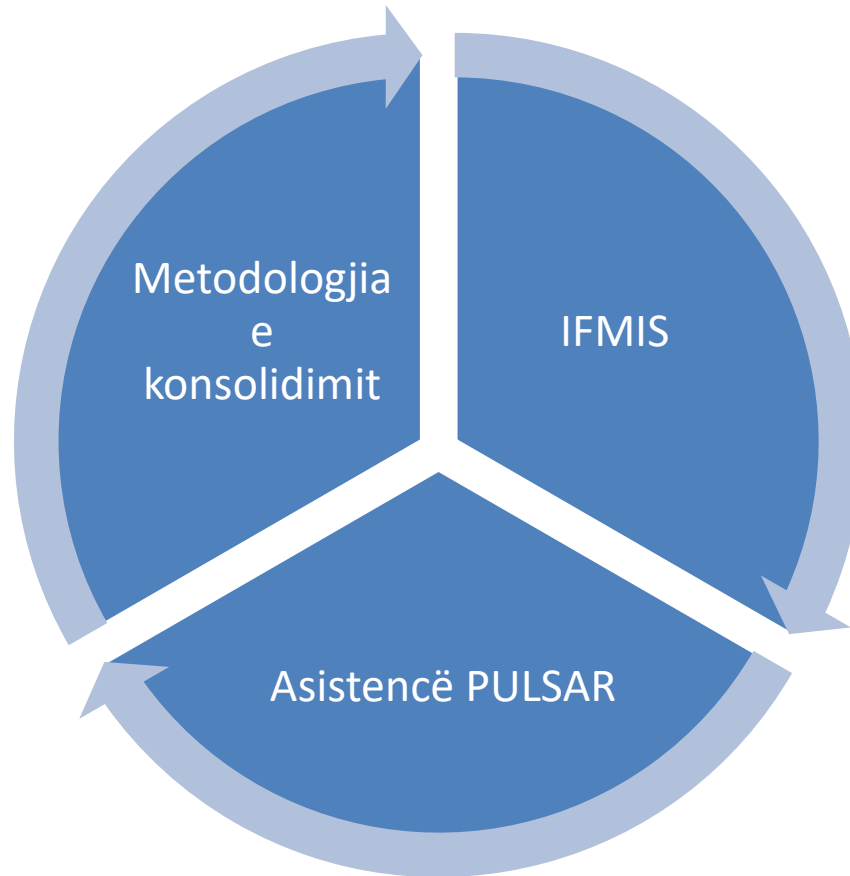 Metodologjia
e
konsolidimit
IFMIS
Asistencë PULSAR